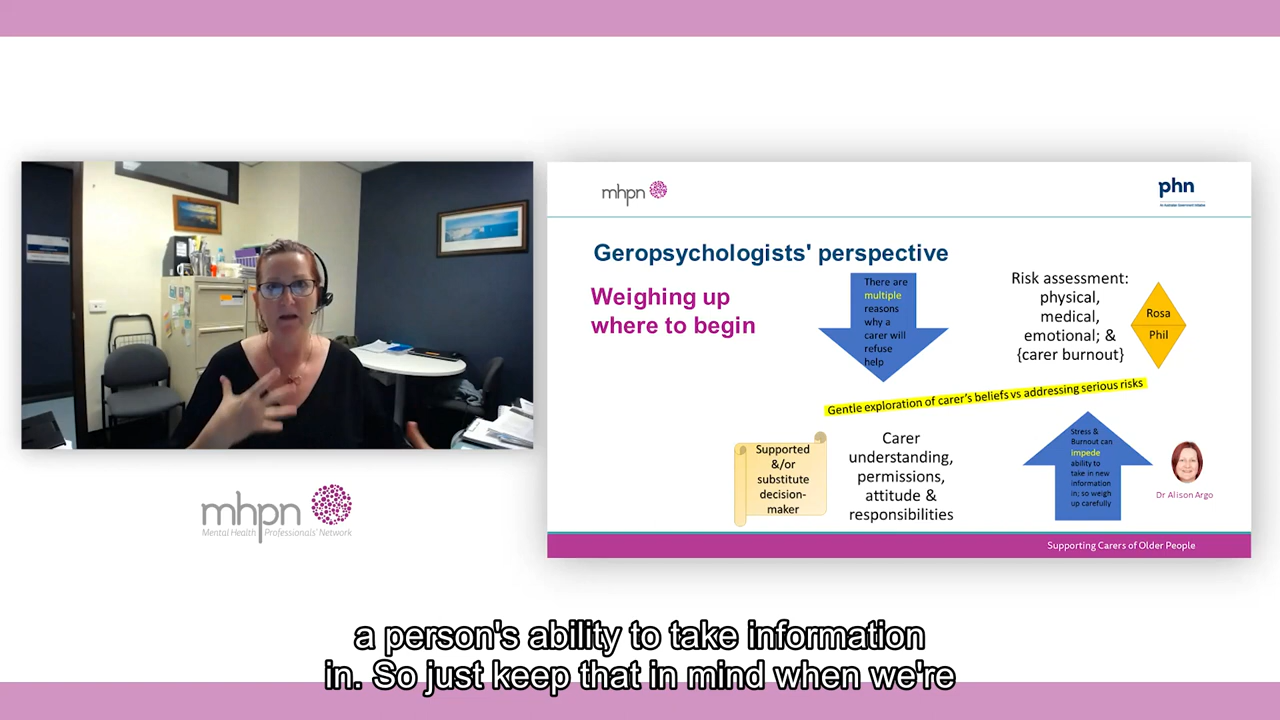 mhpn
Mental Health Professionals' Network
mhpn
phn
An Australian Government Initiative
Geropsychologists' perspective
Weighing up
where to begin
There are
multiple
reasons
why a
carer will
refuse
help
Risk assessment:
physical,
medical,
emotional; &
{carer burnout}
Rosa
Phil
Gentle exploration of carer's beliefs vs addressing serious risks
Supported
&/or
substitute
decision-
maker
Carer
understanding,
permissions,
attitude &
responsibilities
Stress &
Burnout can
impede
ability to
take in new
information
in; so weigh
up carefully
Dr Alison Argo
Supporting Carers of Older People
a person's ability to take information
in. So just keep that in mind when we're